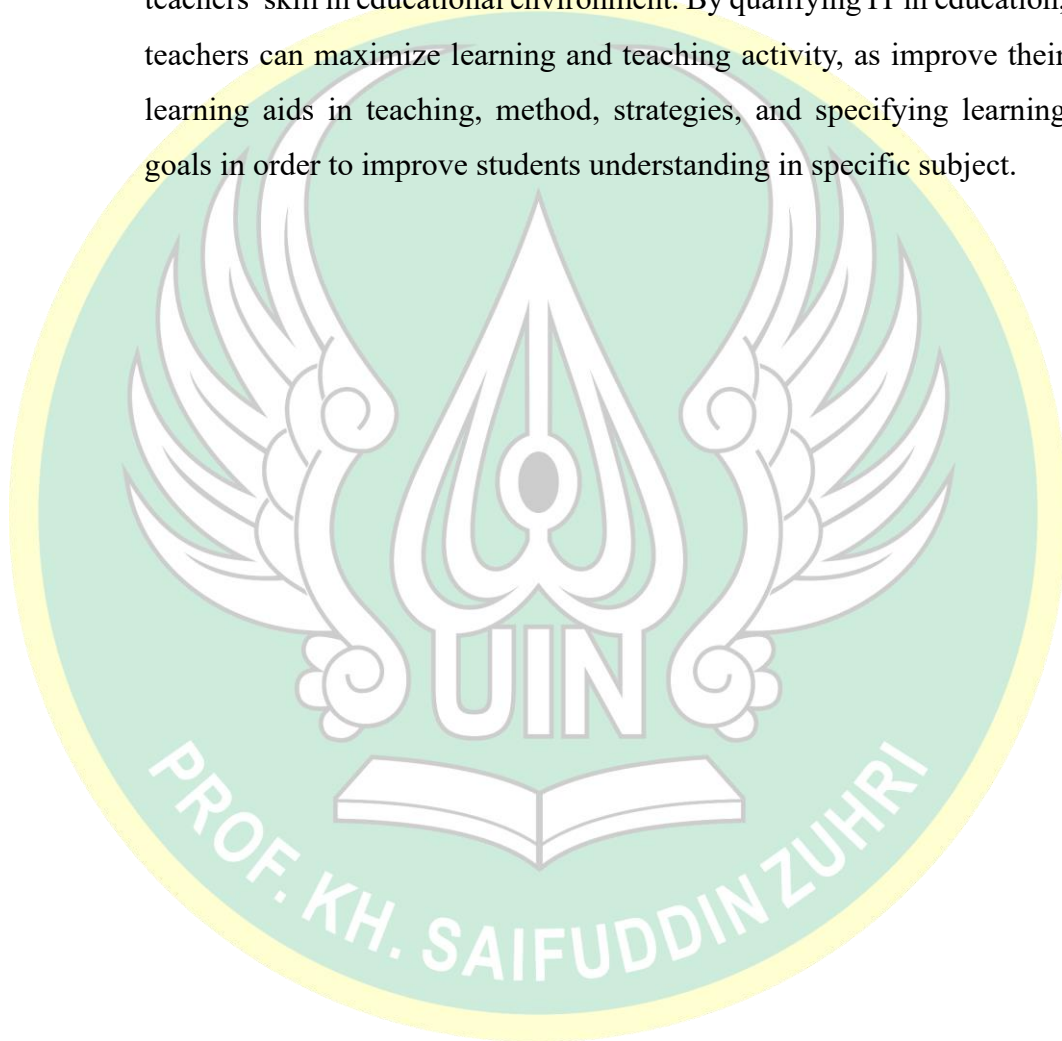 teachers' skill in educational environment. By qualifying IT in education,
teachers can maximize learning and teaching activity, as improve their
learning aids in teaching, method, strategies, and specifying learning
goals in order to improve students understanding in specific subject.
UIN
PROF. KH. SAIFUDDIN ZUHRI